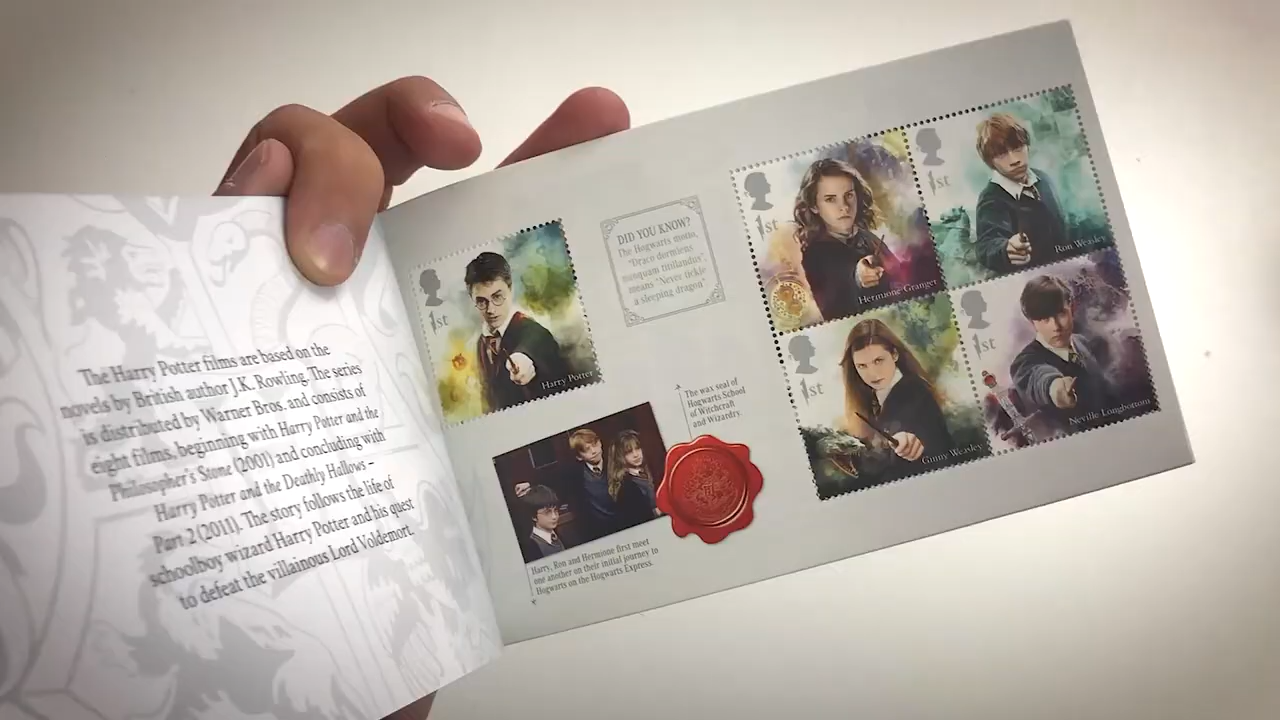 The Harry Potter films are based on the
novels by British author J.K. Rowling. The series
is distributed by Warner Bros. and consists of
eight films, beginning with Harry Potter and the
Philosopher's Stone (2001) and concluding with
Harry Potter and the Deathly Hallows –
Part 2 (2011). The story follows the life of
schoolboy wizard Harry Potter and his quest
to defeat the villainous Lord Voldemort.
1st
Harry Potter
DID YOU KNOW?
The Hogwarts motto,
"Draco dormiens
nunquam titillandus",
means "Never tickle
a sleeping dragon"
The wax seal of
Hogwarts School
of Witchcraft
and Wizardry.
Harry, Ron and Hermione first meet
one another on their initial journey to
Hogwarts on the Hogwarts Express.
1st
Hermione Granger
1st
Ron Weasley
1st
Ginny Weasley
1st
Neville Longbottom